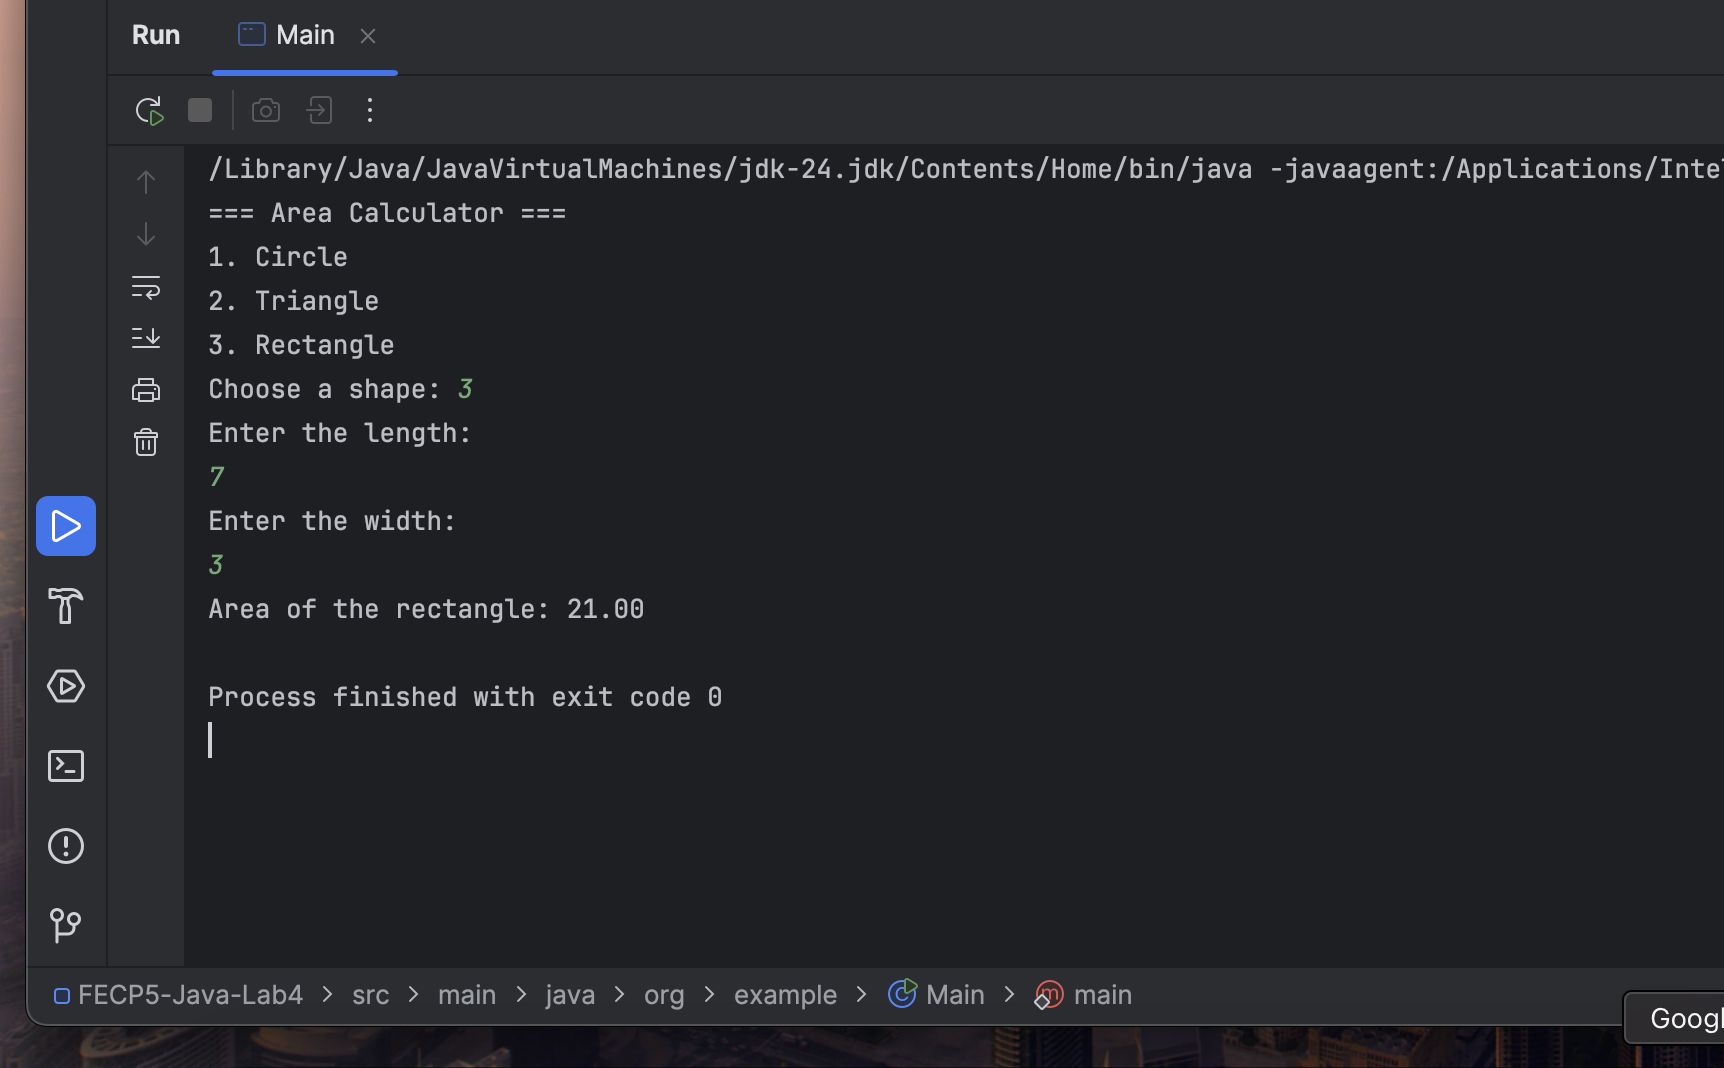 Run Main
/Library/Java/JavaVirtualMachines/jdk-24.jdk/Contents/Home/bin/java -javaagent:/Applications/Inte
=== Area Calculator ===
1. Circle
2. Triangle
3. Rectangle
Choose a shape: 3
Enter the length:
7
Enter the width:
3
Area of the rectangle: 21.00
Process finished with exit code 0
FECP5-Java-Lab4 > src > main > java > org > example > Main > main
Googl